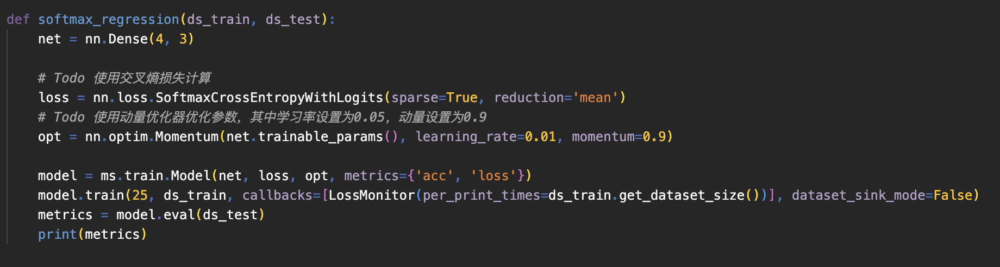 def softmax_regression(ds_train, ds_test):
    net = nn.Dense(4, 3)
    # Todo 使用交叉熵损失计算
    loss = nn.loss.SoftmaxCrossEntropyWithLogits(sparse=True, reduction='mean')
    # Todo 使用动量优化器优化参数，其中学习率设置为0.05，动量设置为0.9
    opt = nn.optim.Momentum(net.trainable_params(), learning_rate=0.01, momentum=0.9)
    model = ms.train.Model(net, loss, opt, metrics={'acc', 'loss'})
    model.train(25, ds_train, callbacks=[LossMonitor(per_print_times=ds_train.get_dataset_size())], dataset_sink_mode=False)
    metrics = model.eval(ds_test)
    print(metrics)